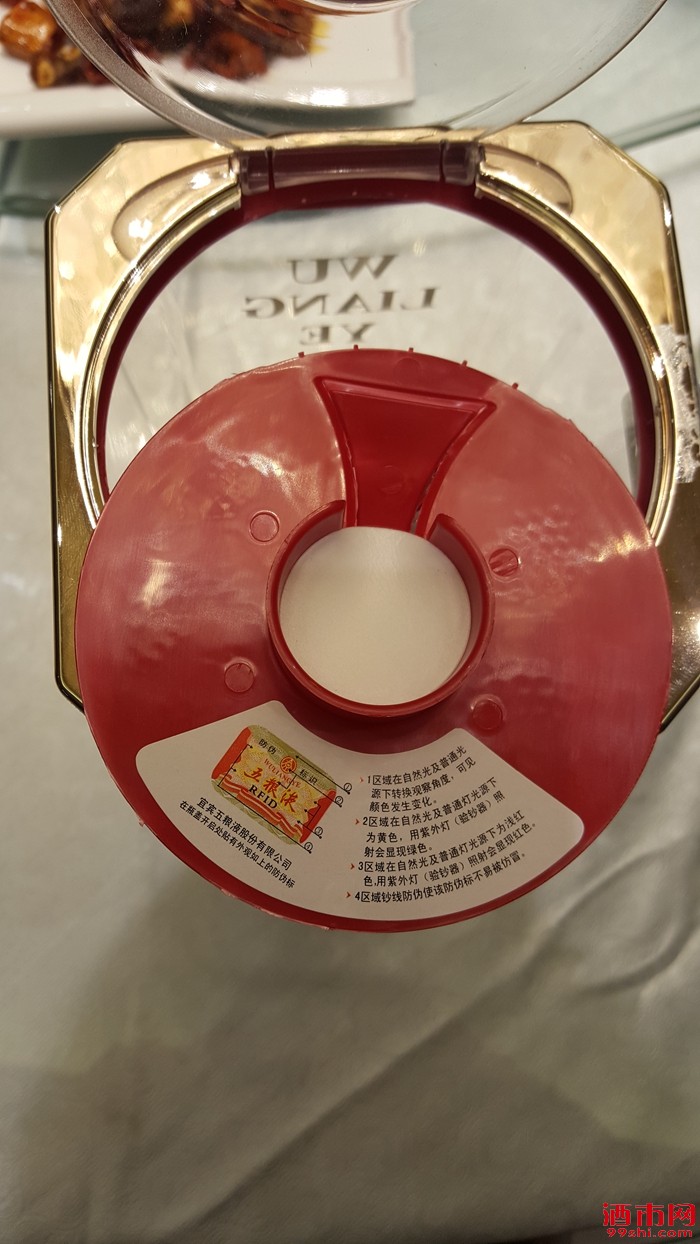 WU
LIANG
YE
防伪 标识
WULIANGYE
五粮液
RFID
宜宾五粮液股份有限公司
在瓶盖开启处贴有外观如上的防伪标
1区域在自然光及普通光
源下转换观察角度，可见
颜色发生变化。
2区域在自然光及普通灯光源下
为黄色，用紫外灯（验钞器）照
射会显现绿色。
3区域在自然光及普通灯光源下为浅红
色,用紫外灯（验钞器）照射会显现红色。
4区域钞线防伪使该防伪标不易被仿冒。
酒市网
99shi.com